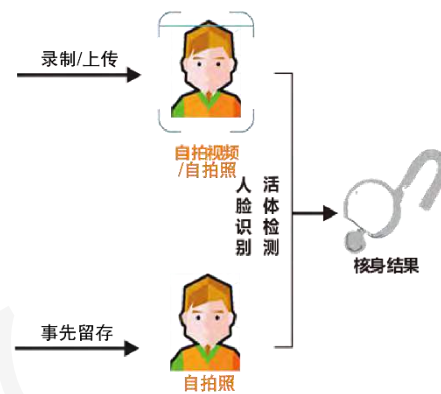 录制/上传
自拍视频
/自拍照
人脸识别
活体检测
核身结果
事先留存
自拍照